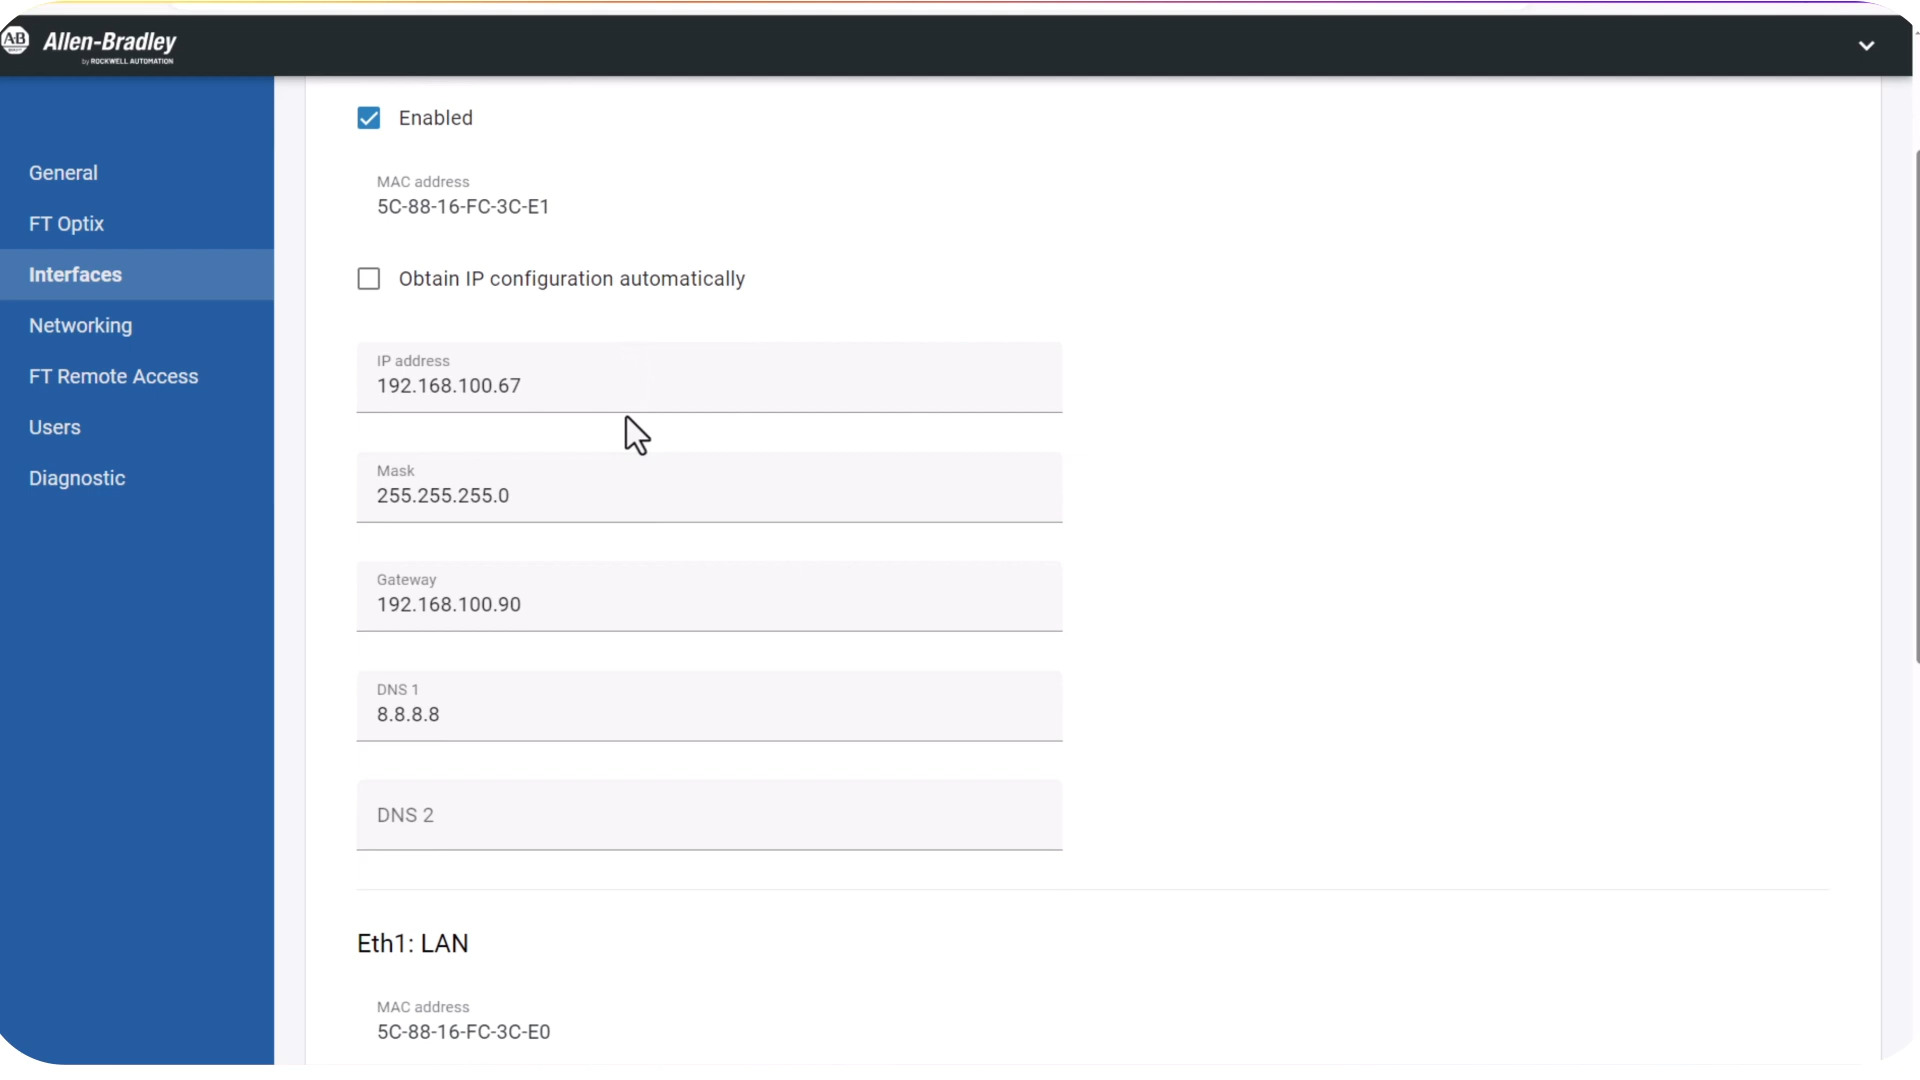 AB
Allen-Bradley
by ROCKWELL AUTOMATION
General
FT Optix
Interfaces
Networking
FT Remote Access
Users
Diagnostic
Enabled
MAC address
5C-88-16-FC-3C-E1
Obtain IP configuration automatically
IP address
192.168.100.67
Mask
255.255.255.0
Gateway
192.168.100.90
DNS 1
8.8.8.8
DNS 2
Eth1: LAN
MAC address
5C-88-16-FC-3C-E0